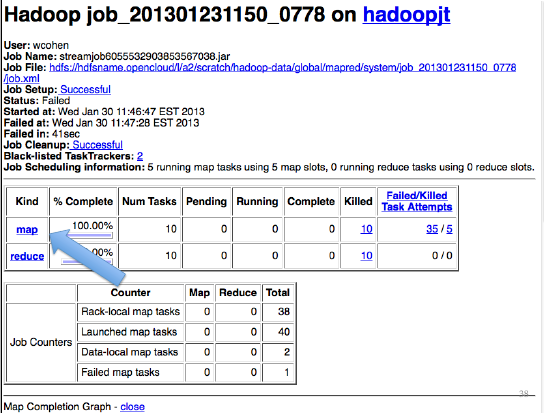 Hadoop job_201301231150_0778 on hadoopjt
User: wcohen
Job Name: streamjob6055532903853567038.jar
Job File: hdfs://hdfsname.opencloud/l/a2/scratch/hadoop-data/global/mapred/system/job_201301231150_0778
/job.xml
Job Setup: Successful
Status: Failed
Started at: Wed Jan 30 11:46:47 EST 2013
Failed at: Wed Jan 30 11:47:28 EST 2013
Failed in: 41sec
Job Cleanup: Successful
Black-listed TaskTrackers: 2
Job Scheduling information: 5 running map tasks using 5 map slots, 0 running reduce tasks using 0 reduce slots.
Kind % Complete Num Tasks Pending Running Complete Killed Failed/Killed
Task Attempts
map 100.00% 10 0 0 0 10 35 / 5
reduce 00% 10 0 0 0 10 0 / 0
Counter Map Reduce Total
Job Counters
Rack-local map tasks 0 0 38
Launched map tasks 0 0 40
Data-local map tasks 0 0 2
Failed map tasks 0 0 1
38
Map Completion Graph - close